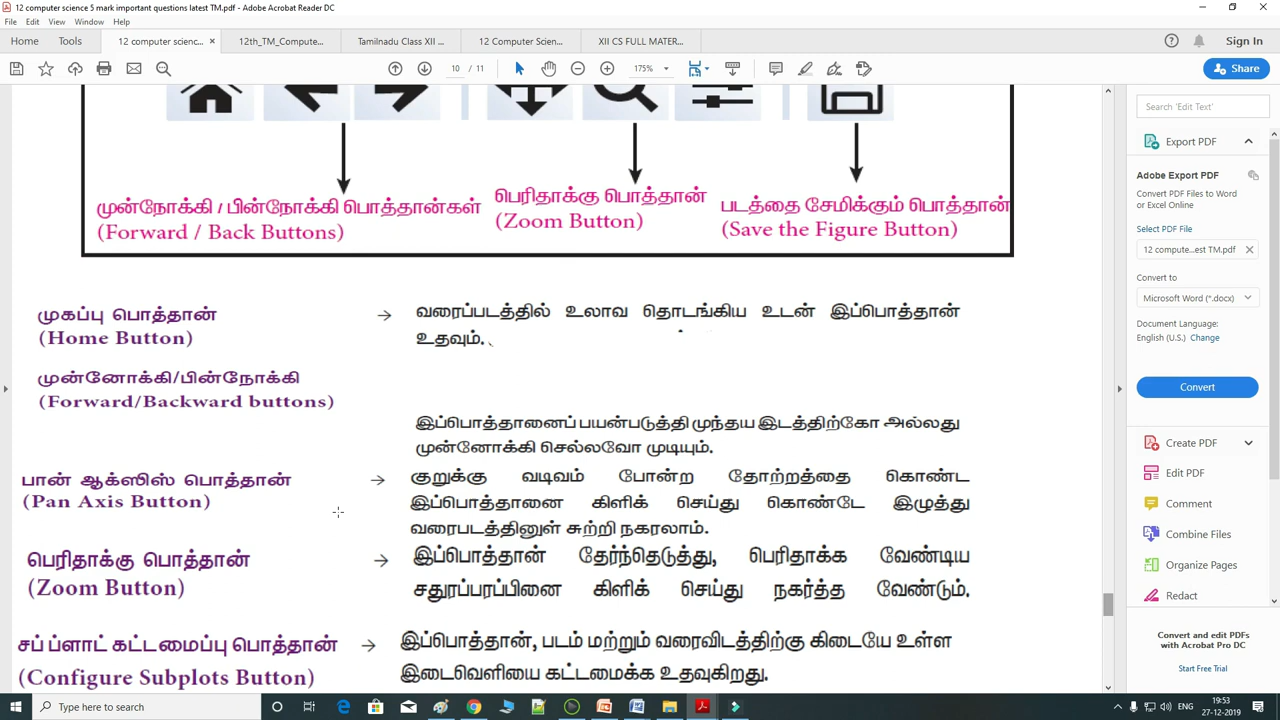 12 computer science 5 mark important questions latest TM.pdf - Adobe Acrobat Reader DC
File Edit View Window Help
Home Tools 12 computer scienc... × 12th_TM_Compute... Tamilnadu Class XII ... 12 Computer Scien... XII CS FULL MATER... Sign In
10 / 11 175% Share
முன்நோக்கி / பின்நோக்கி பொத்தான்கள்
(Forward / Back Buttons)
பெரிதாக்கு பொத்தான்
(Zoom Button)
படத்தை சேமிக்கும் பொத்தான்
(Save the Figure Button)
முகப்பு பொத்தான்
(Home Button)
வரைப்படத்தில் உலாவ தொடங்கிய உடன் இப்பொத்தான்
உதவும்.
முன்னோக்கி/பின்நோக்கி
(Forward/Backward buttons)
இப்பொத்தானைப் பயன்படுத்தி முந்தய இடத்திற்கோ அல்லது
முன்னோக்கி செல்லவோ முடியும்.
பான் ஆக்ஸிஸ் பொத்தான்
(Pan Axis Button)
குறுக்கு வடிவம் போன்ற தோற்றத்தை கொண்ட
இப்பொத்தானை கிளிக் செய்து கொண்டே இழுத்து
வரைபடத்தினுள் சுற்றி நகரலாம்.
பெரிதாக்கு பொத்தான்
(Zoom Button)
இப்பொத்தான் தேர்ந்தெடுத்து, பெரிதாக்க வேண்டிய
சதுரப்பரப்பினை கிளிக் செய்து நகர்த்த வேண்டும்.
சப் ப்ளாட் கட்டமைப்பு பொத்தான்
(Configure Subplots Button)
இப்பொத்தான், படம் மற்றும் வரைவிடத்திற்கு கிடையே உள்ள
இடைவெளியை கட்டமைக்க உதவுகிறது.
Search 'Edit Text'
Export PDF
Adobe Export PDF
Convert PDF Files to Word
or Excel Online
Select PDF File
12 compute...est TM.pdf ×
Convert to
Microsoft Word (*.docx)
Document Language:
English (U.S.) Change
Convert
Create PDF
Edit PDF
Comment
Combine Files
Organize Pages
Redact
Convert and edit PDFs
with Acrobat Pro DC
Start Free Trial
Type here to search
ENG
19:53
27-12-2019